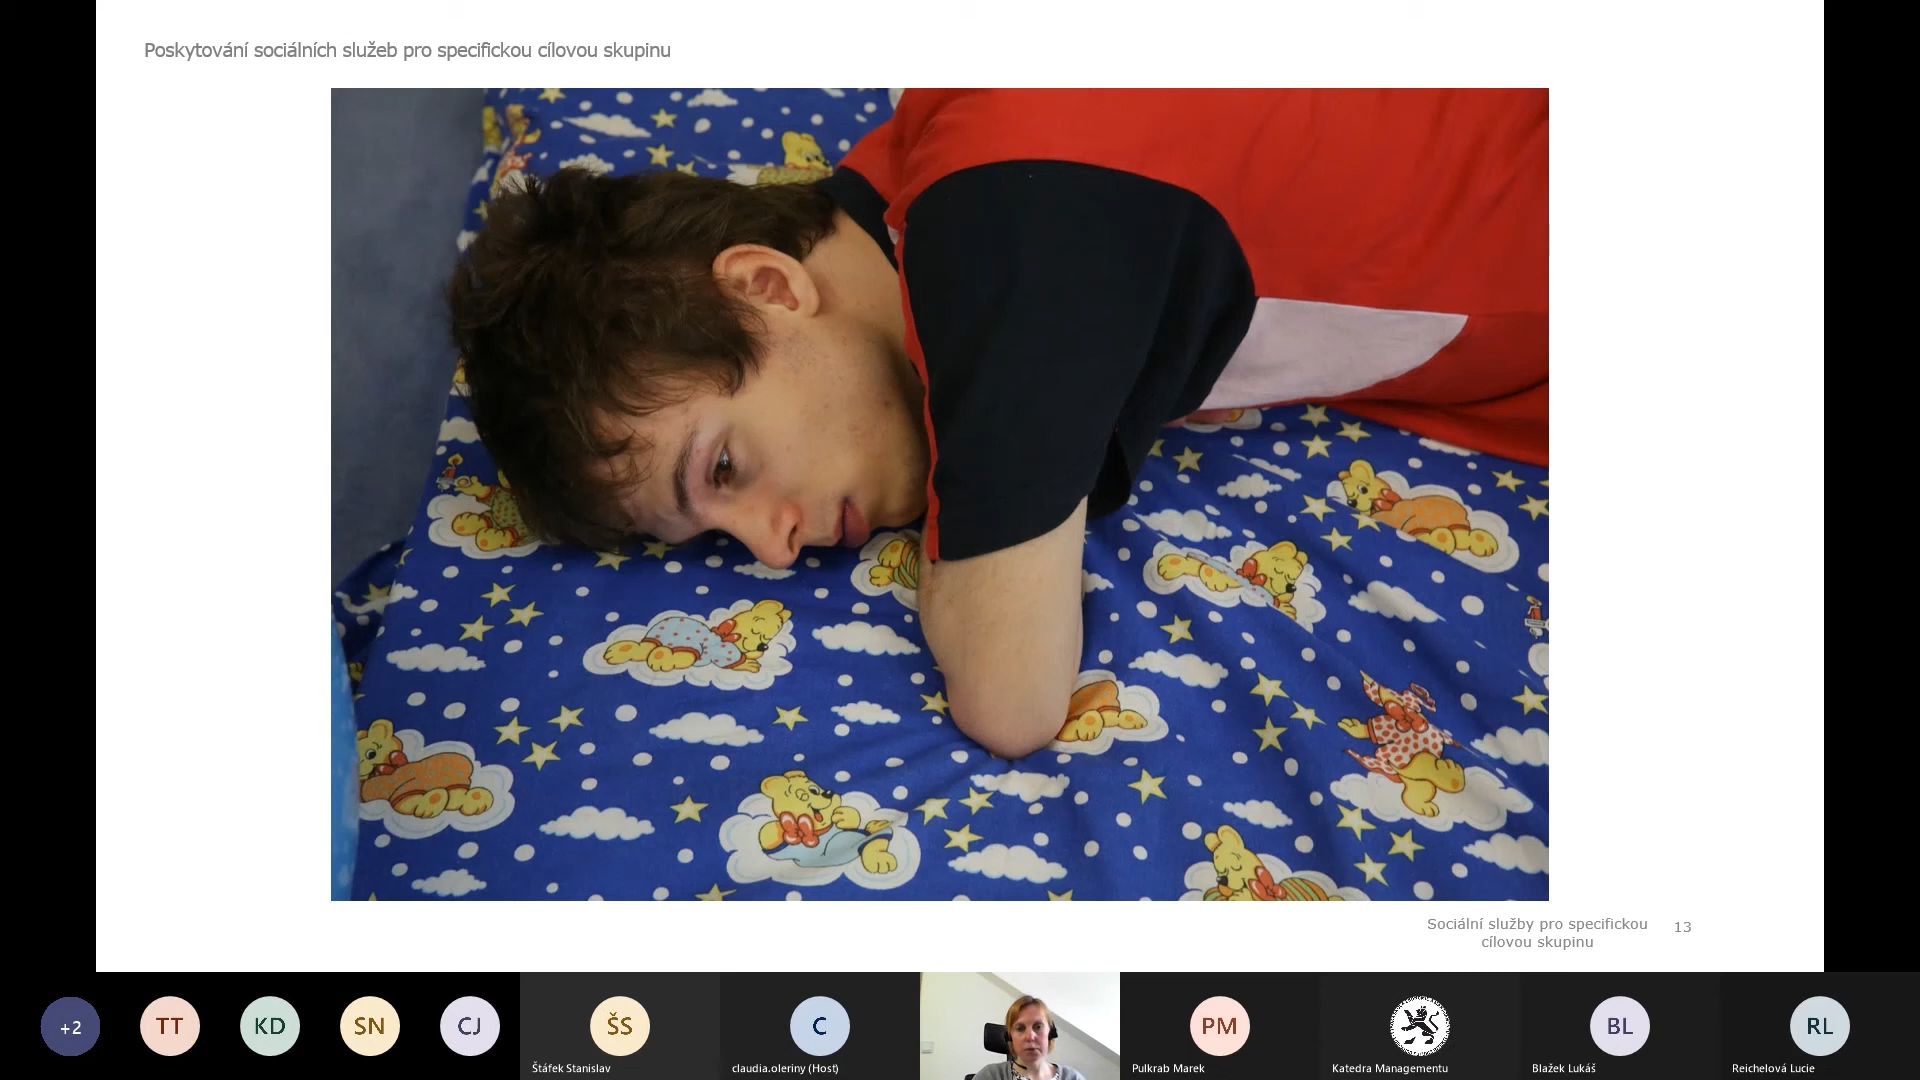 Poskytování sociálních služeb pro specifickou cílovou skupinu
Sociální služby pro specifickou
cílovou skupinu
13
+2
TT
KD
SN
CJ
ŠS
C
PM
BL
RL
Štáfek Stanislav
claudia.oleriny (Host)
Pulkrab Marek
Katedra Managementu
Blažek Lukáš
Reichelová Lucie